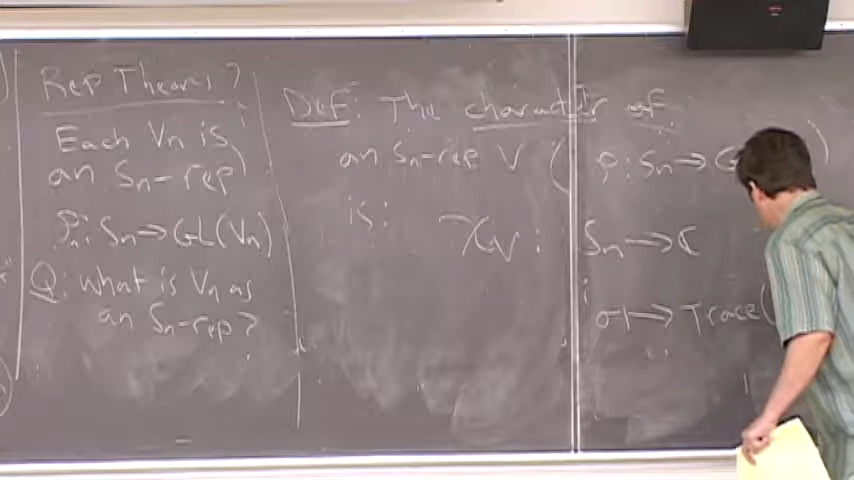 Rep Theory?
Each Vn is
an Sn-rep
ρn: Sn→GL(Vn)
Q: what is Vn as
an Sn-rep?
Def: The character of
an Sn-rep V (ρ: Sn→G
is: χV: Sn→ℂ
σ↦Trace(